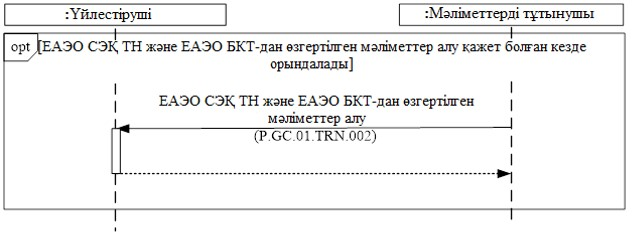 :Үйлестіруші
:Мәліметтерді тұтынушы
opt
[ЕАЭО СЭҚ ТН және ЕАЭО БКТ-дан өзгертілген мәліметтер алу қажет болған кезде
орындалады]
ЕАЭО СЭҚ ТН және ЕАЭО БКТ-дан өзгертілген
мәліметтер алу
(P.GC.01.TRN.002)